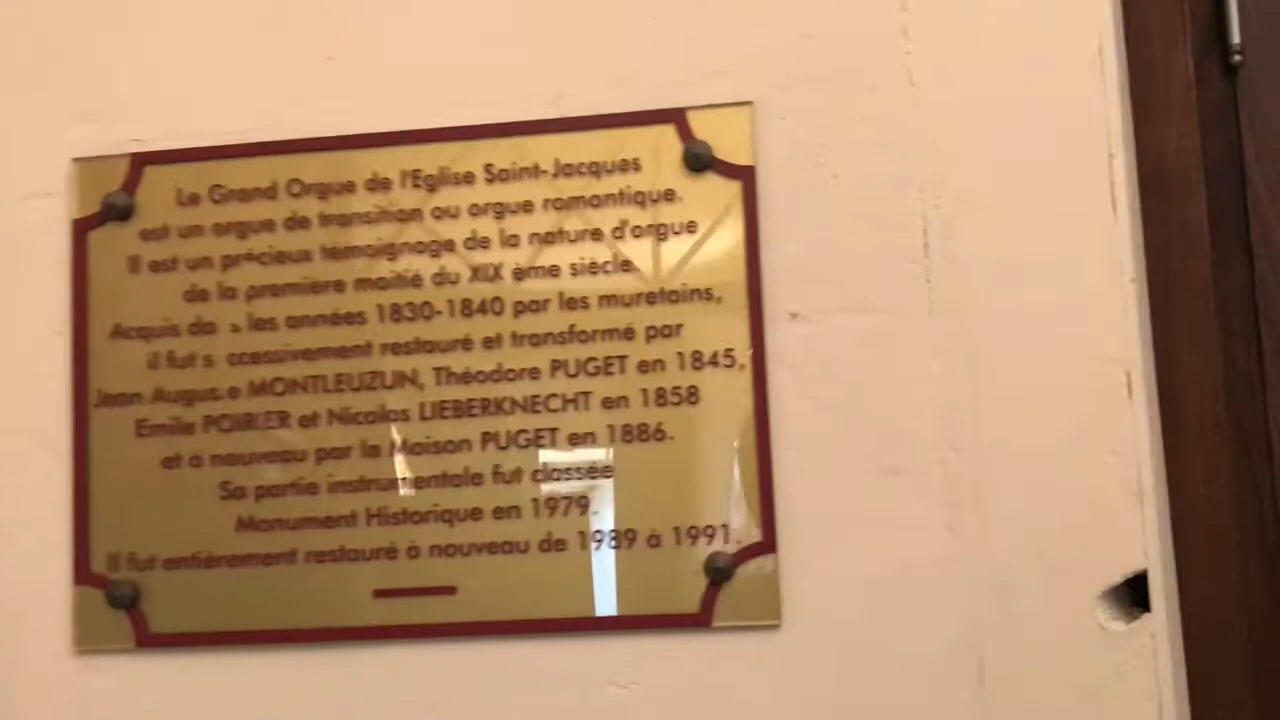 Le Grand Orgue de l'Eglise Saint-Jacques
est un orgue de transition ou orgue romantique.
Il est un précieux témoignage de la nature d'orgue
de la première moitié du XIX ème siècle.
Acquis les années 1830-1840 par les muretains,
il fut restauré et transformé par
Jean MONTLEUZUN, Théodore PUGET en 1845,
Emile POIRIER et Nicolas LIEBERKNECHT en 1858
et à nouveau par la Maison PUGET en 1886.
Sa partie instrumentale fut classée
Monument Historique en 1979.
Il fut entièrement restauré à nouveau de 1989 à 1991.